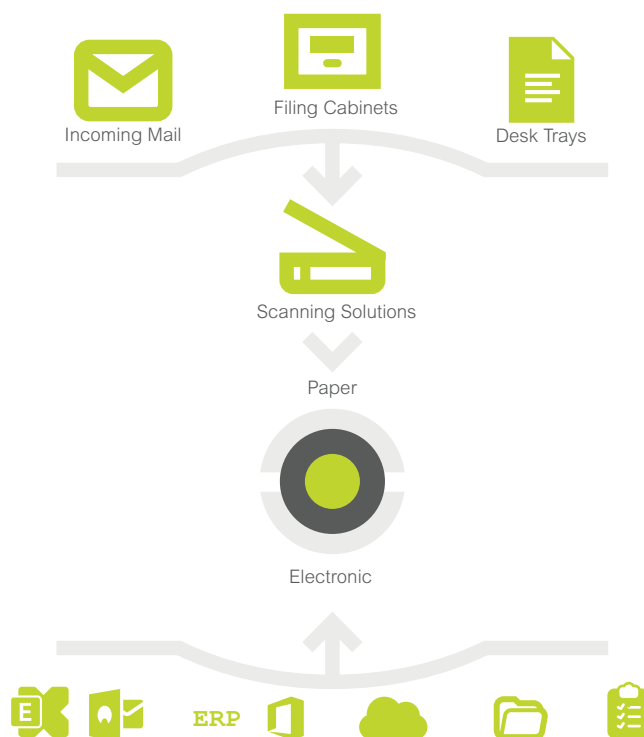 Filing Cabinets
Incoming Mail
Desk Trays
Scanning Solutions
Paper
Electronic
E
ERP